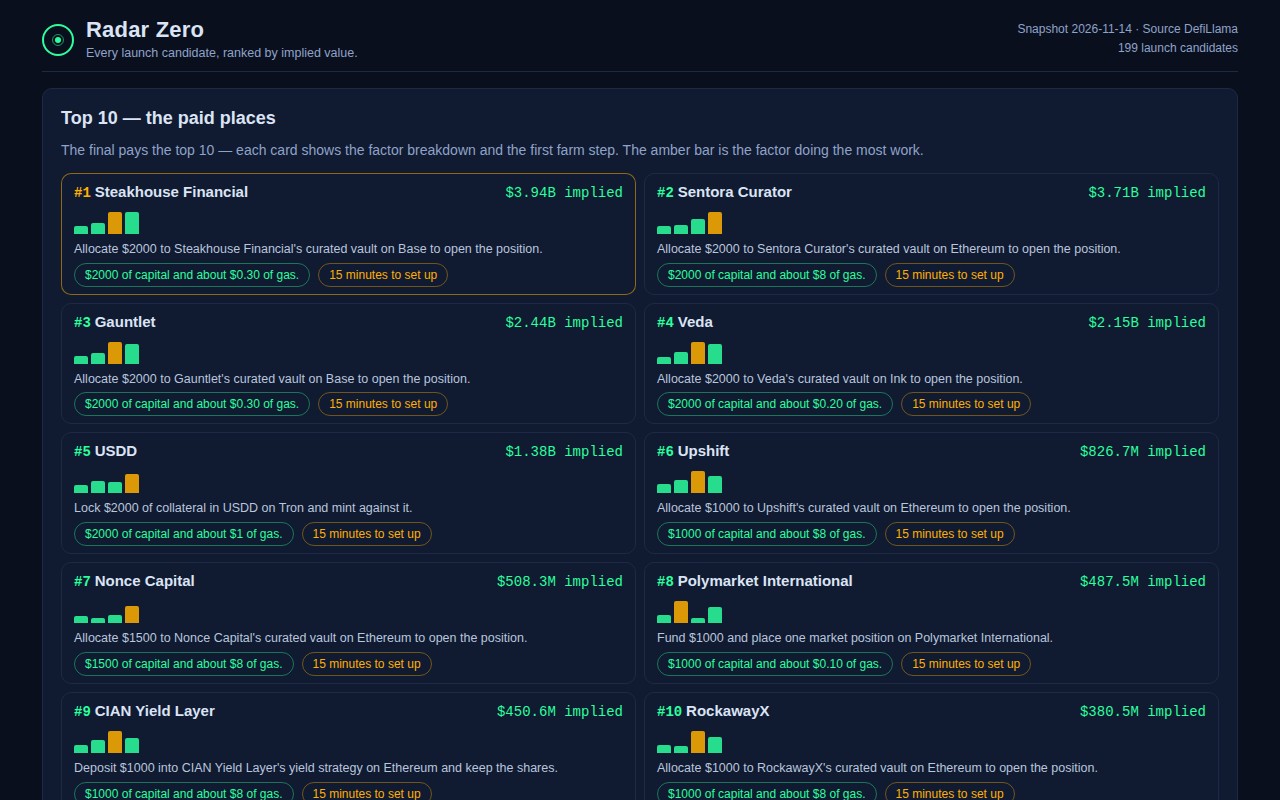 Radar Zero
Every launch candidate, ranked by implied value.
Snapshot 2026-11-14 · Source DefiLlama
199 launch candidates
Top 10 — the paid places
The final pays the top 10 — each card shows the factor breakdown and the first farm step. The amber bar is the factor doing the most work.
#1 Steakhouse Financial
$3.94B implied
Allocate $2000 to Steakhouse Financial's curated vault on Base to open the position.
$2000 of capital and about $0.30 of gas.
15 minutes to set up
#2 Sentora Curator
$3.71B implied
Allocate $2000 to Sentora Curator's curated vault on Ethereum to open the position.
$2000 of capital and about $8 of gas.
15 minutes to set up
#3 Gauntlet
$2.44B implied
Allocate $2000 to Gauntlet's curated vault on Base to open the position.
$2000 of capital and about $0.30 of gas.
15 minutes to set up
#4 Veda
$2.15B implied
Allocate $2000 to Veda's curated vault on Ink to open the position.
$2000 of capital and about $0.20 of gas.
15 minutes to set up
#5 USDD
$1.38B implied
Lock $2000 of collateral in USDD on Tron and mint against it.
$2000 of capital and about $1 of gas.
15 minutes to set up
#6 Upshift
$826.7M implied
Allocate $1000 to Upshift's curated vault on Ethereum to open the position.
$1000 of capital and about $8 of gas.
15 minutes to set up
#7 Nonce Capital
$508.3M implied
Allocate $1500 to Nonce Capital's curated vault on Ethereum to open the position.
$1500 of capital and about $8 of gas.
15 minutes to set up
#8 Polymarket International
$487.5M implied
Fund $1000 and place one market position on Polymarket International.
$1000 of capital and about $0.10 of gas.
15 minutes to set up
#9 CIAN Yield Layer
$450.6M implied
Deposit $1000 into CIAN Yield Layer's yield strategy on Ethereum and keep the shares.
$1000 of capital and about $8 of gas.
15 minutes to set up
#10 RockawayX
$380.5M implied
Allocate $1000 to RockawayX's curated vault on Ethereum to open the position.
$1000 of capital and about $8 of gas.
15 minutes to set up